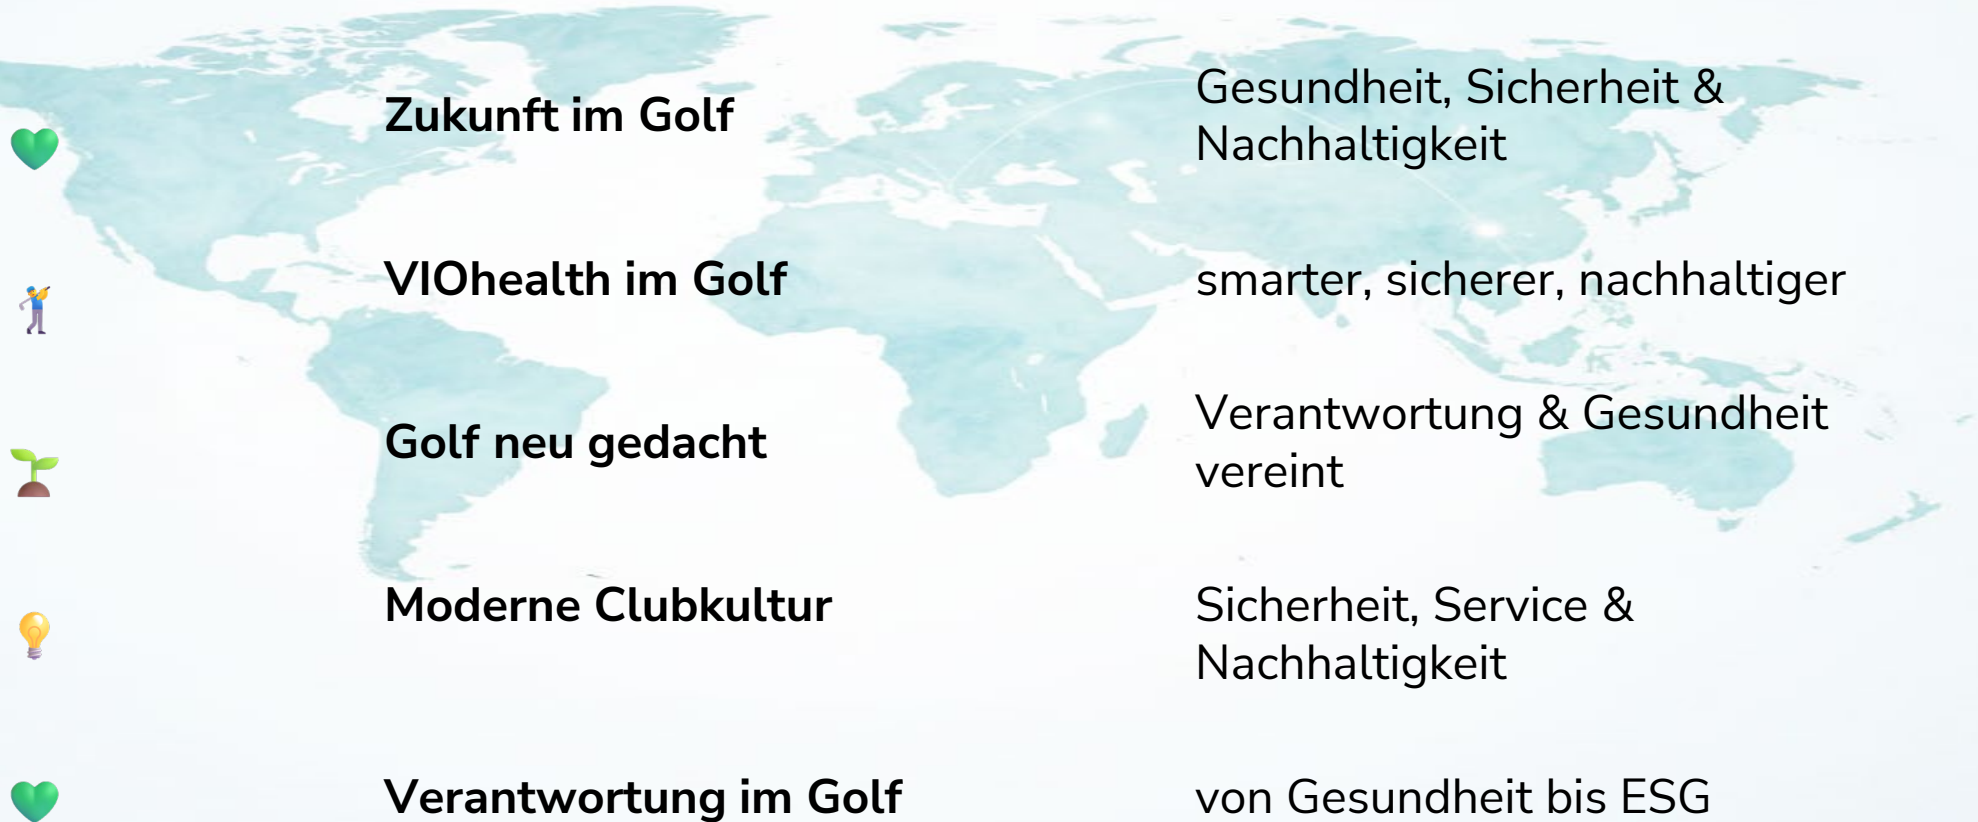 Zukunft im Golf
Gesundheit, Sicherheit &
Nachhaltigkeit
VIOhealth im Golf
smarter, sicherer, nachhaltiger
Golf neu gedacht
Verantwortung & Gesundheit
vereint
Moderne Clubkultur
Sicherheit, Service &
Nachhaltigkeit
Verantwortung im Golf
von Gesundheit bis ESG